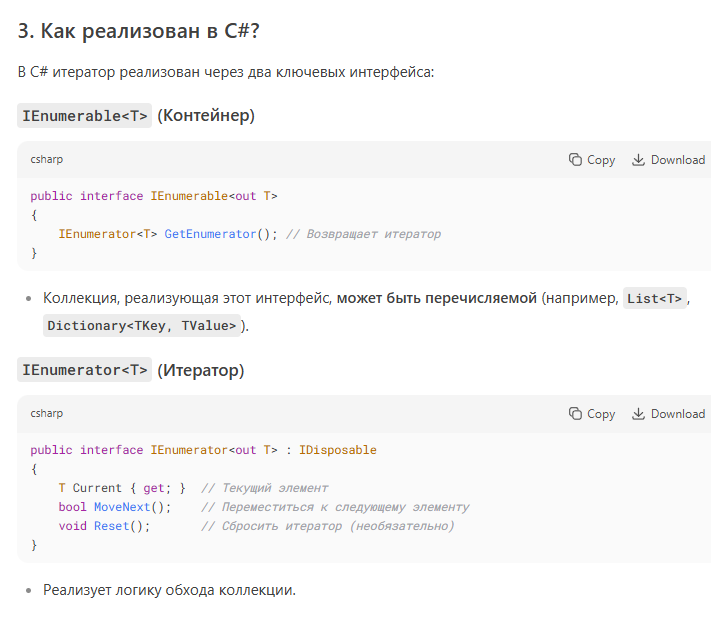 3. Как реализован в C#?
В C# итератор реализован через два ключевых интерфейса:
IEnumerable<T> (Контейнер)
csharp Copy Download
public interface IEnumerable<out T>
{
    IEnumerator<T> GetEnumerator(); // Возвращает итератор
}
• Коллекция, реализующая этот интерфейс, может быть перечисляемой (например, List<T>,
Dictionary<TKey, TValue>).
IEnumerator<T> (Итератор)
csharp Copy Download
public interface IEnumerator<out T> : IDisposable
{
    T Current { get; }  // Текущий элемент
    bool MoveNext();    // Переместиться к следующему элементу
    void Reset();       // Сбросить итератор (необязательно)
}
• Реализует логику обхода коллекции.